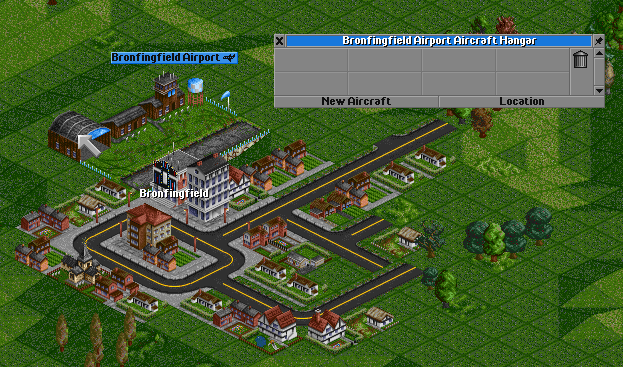 Bronfingfield Airport Aircraft Hangar
Bronfingfield Airport
New Aircraft
Location
Bronfingfield